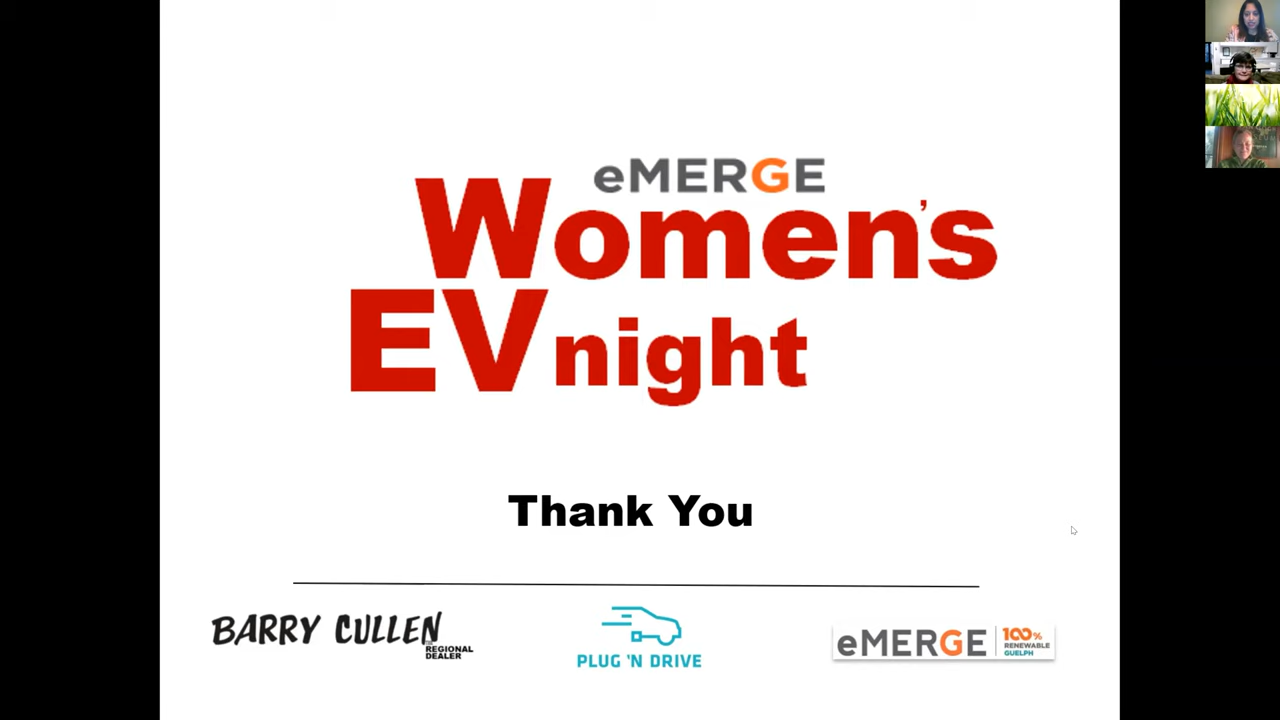 eMERGE
Women's
EV night
Thank You
BARRY CULLEN
REGIONAL
DEALER
PLUG 'N DRIVE
eMERGE
100%
RENEWABLE
GUELPH